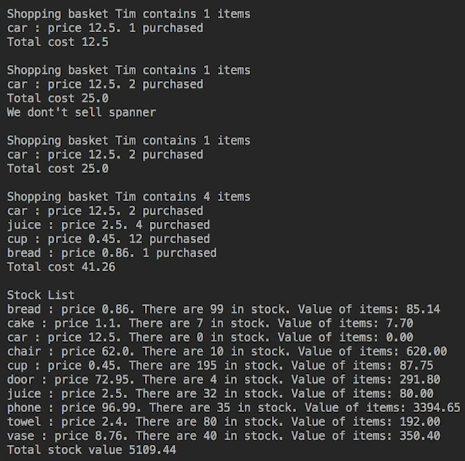 Shopping basket Tim contains 1 items
car : price 12.5. 1 purchased
Total cost 12.5
Shopping basket Tim contains 1 items
car : price 12.5. 2 purchased
Total cost 25.0
We dont't sell spanner
Shopping basket Tim contains 1 items
car : price 12.5. 2 purchased
Total cost 25.0
Shopping basket Tim contains 4 items
car : price 12.5. 2 purchased
juice : price 2.5. 4 purchased
cup : price 0.45. 12 purchased
bread : price 0.86. 1 purchased
Total cost 41.26
Stock List
bread : price 0.86. There are 99 in stock. Value of items: 85.14
cake : price 1.1. There are 7 in stock. Value of items: 7.70
car : price 12.5. There are 0 in stock. Value of items: 0.00
chair : price 62.0. There are 10 in stock. Value of items: 620.00
cup : price 0.45. There are 195 in stock. Value of items: 87.75
door : price 72.95. There are 4 in stock. Value of items: 291.80
juice : price 2.5. There are 32 in stock. Value of items: 80.00
phone : price 96.99. There are 35 in stock. Value of items: 3394.65
towel : price 2.4. There are 80 in stock. Value of items: 192.00
vase : price 8.76. There are 40 in stock. Value of items: 350.40
Total stock value 5109.44